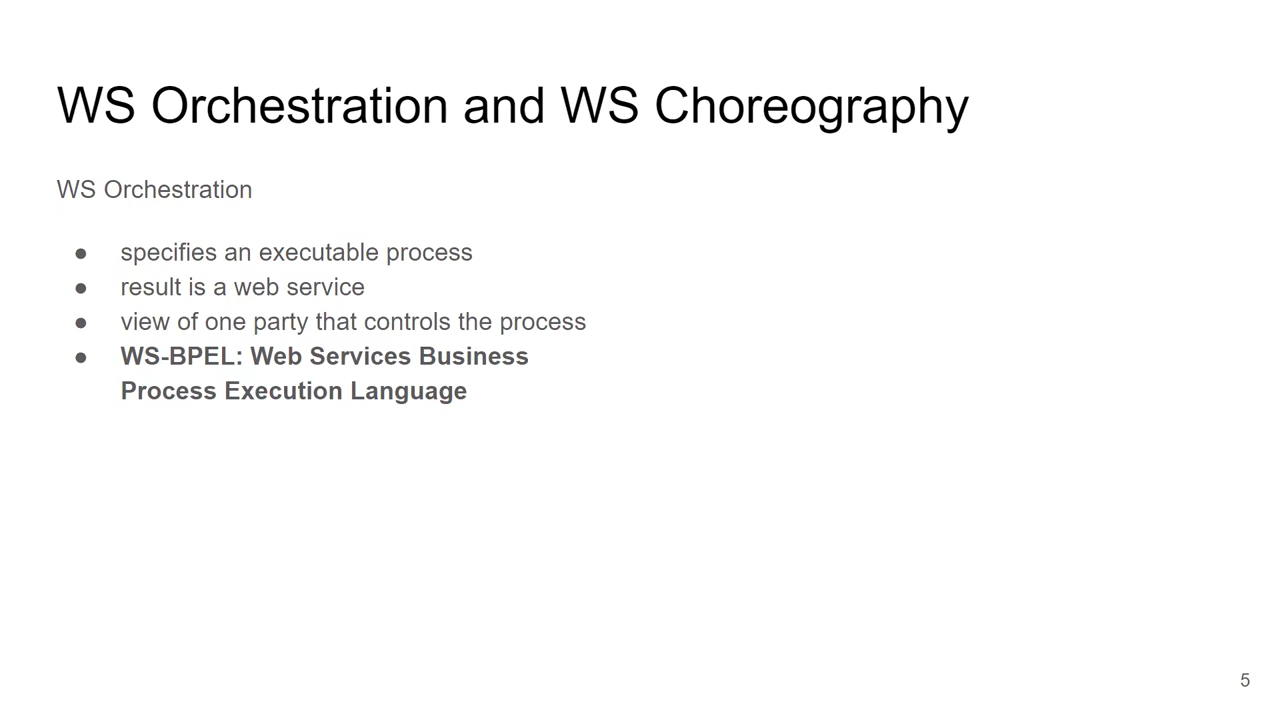 WS Orchestration and WS Choreography
WS Orchestration
● specifies an executable process
● result is a web service
● view of one party that controls the process
● WS-BPEL: Web Services Business
Process Execution Language
5